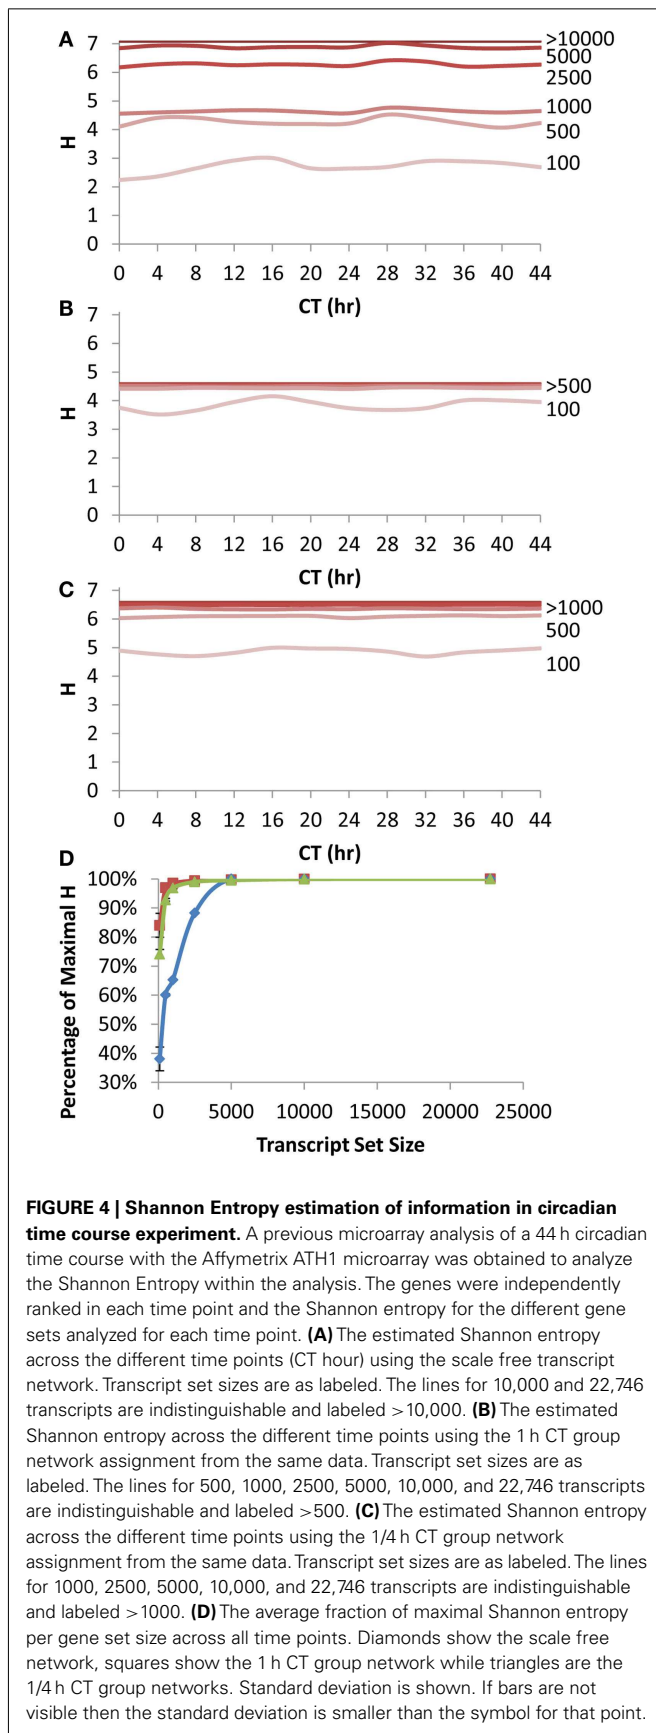 A
7
6
5
4
3
2
1
0
H
>10000
5000
2500
1000
500
100
0 4 8 12 16 20 24 28 32 36 40 44
CT (hr)
B
7
6
5
4
3
2
1
0
H
>500
100
0 4 8 12 16 20 24 28 32 36 40 44
CT (hr)
C
7
6
5
4
3
2
1
0
H
>1000
500
100
0 4 8 12 16 20 24 28 32 36 40 44
CT (hr)
D
100%
90%
80%
70%
60%
50%
40%
30%
Percentage of Maximal H
0 5000 10000 15000 20000 25000
Transcript Set Size
FIGURE 4 | Shannon Entropy estimation of information in circadian
time course experiment. A previous microarray analysis of a 44 h circadian
time course with the Affymetrix ATH1 microarray was obtained to analyze
the Shannon Entropy within the analysis. The genes were independently
ranked in each time point and the Shannon entropy for the different gene
sets analyzed for each time point. (A) The estimated Shannon entropy
across the different time points (CT hour) using the scale free transcript
network. Transcript set sizes are as labeled. The lines for 10,000 and 22,746
transcripts are indistinguishable and labeled >10,000. (B) The estimated
Shannon entropy across the different time points using the 1 h CT group
network assignment from the same data. Transcript set sizes are as
labeled. The lines for 500, 1000, 2500, 5000, 10,000, and 22,746 transcripts
are indistinguishable and labeled >500. (C) The estimated Shannon entropy
across the different time points using the 1/4 h CT group network
assignment from the same data. Transcript set sizes are as labeled. The lines
for 1000, 2500, 5000, 10,000, and 22,746 transcripts are indistinguishable
and labeled >1000. (D) The average fraction of maximal Shannon entropy
per gene set size across all time points. Diamonds show the scale free
network, squares show the 1 h CT group network while triangles are the
1/4 h CT group networks. Standard deviation is shown. If bars are not
visible then the standard deviation is smaller than the symbol for that point.